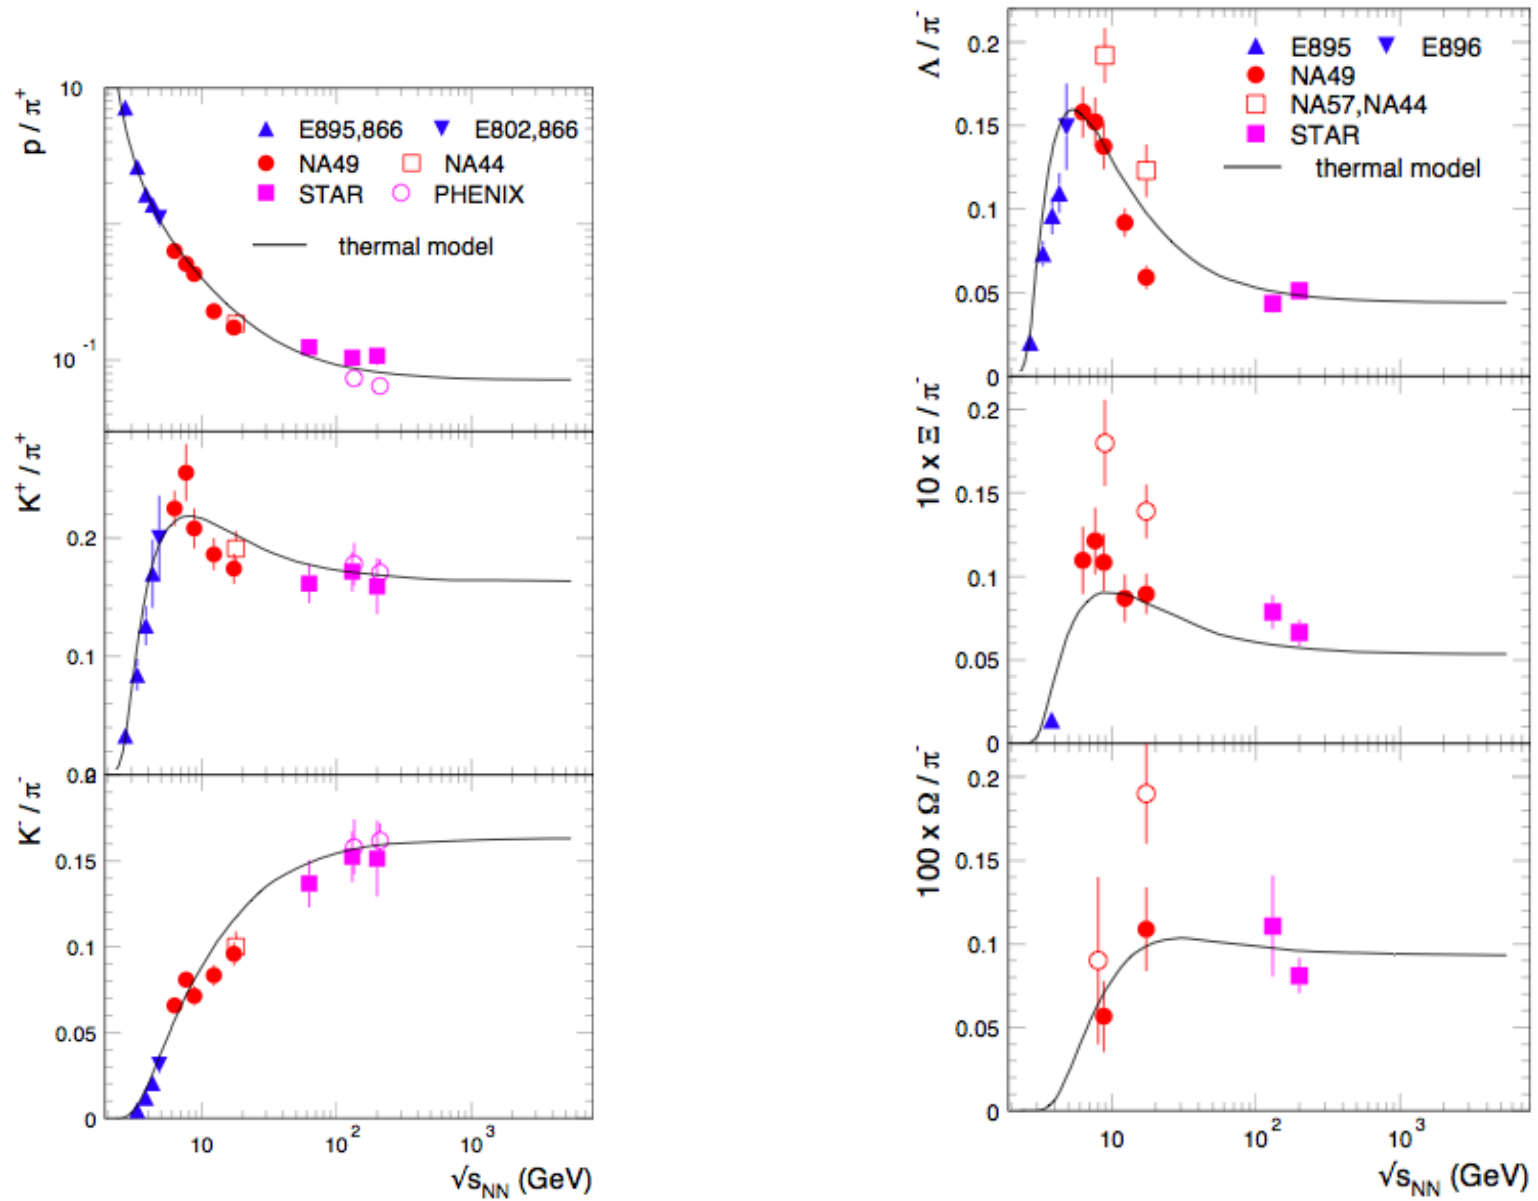 p / π⁺
10
10⁻¹
E895,866 E802,866
NA49 NA44
STAR PHENIX
thermal model
K⁺ / π⁺
0.2
0.1
0
K⁻ / π⁻
0.2
0.15
0.1
0.05
0
10 10² 10³
√s_NN (GeV)
Λ / π⁻
0.2
0.15
0.1
0.05
0
E895 E896
NA49
NA57,NA44
STAR
thermal model
10 x Ξ / π⁻
0.2
0.15
0.1
0.05
0
100 x Ω / π⁻
0.2
0.15
0.1
0.05
0
10 10² 10³
√s_NN (GeV)